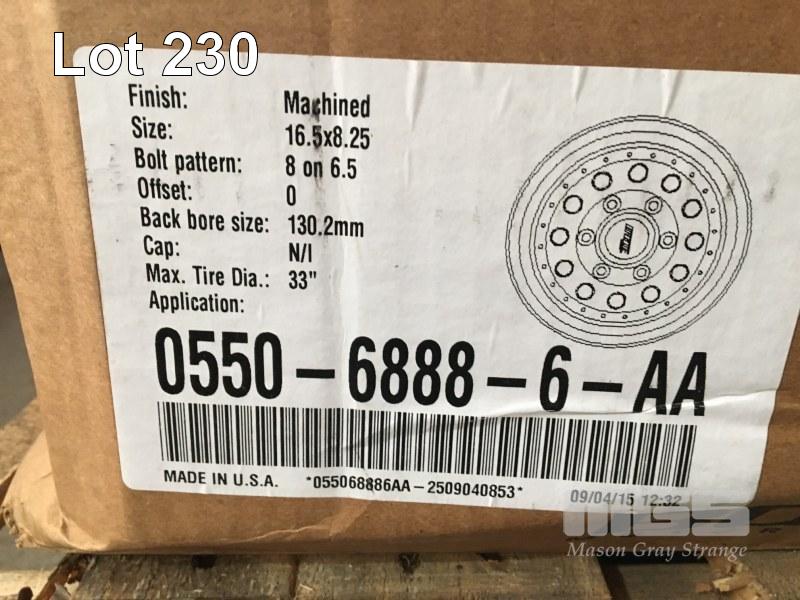 Lot 230
Finish: Machined
Size: 16.5x8.25
Bolt pattern: 8 on 6.5
Offset: 0
Back bore size: 130.2mm
Cap: N/I
Max. Tire Dia.: 33"
Application:
0550-6888-6-AA
MADE IN U.S.A. *055068886AA-2509040853* 09/04/15 12:32
MGS
Mason Gray Strange